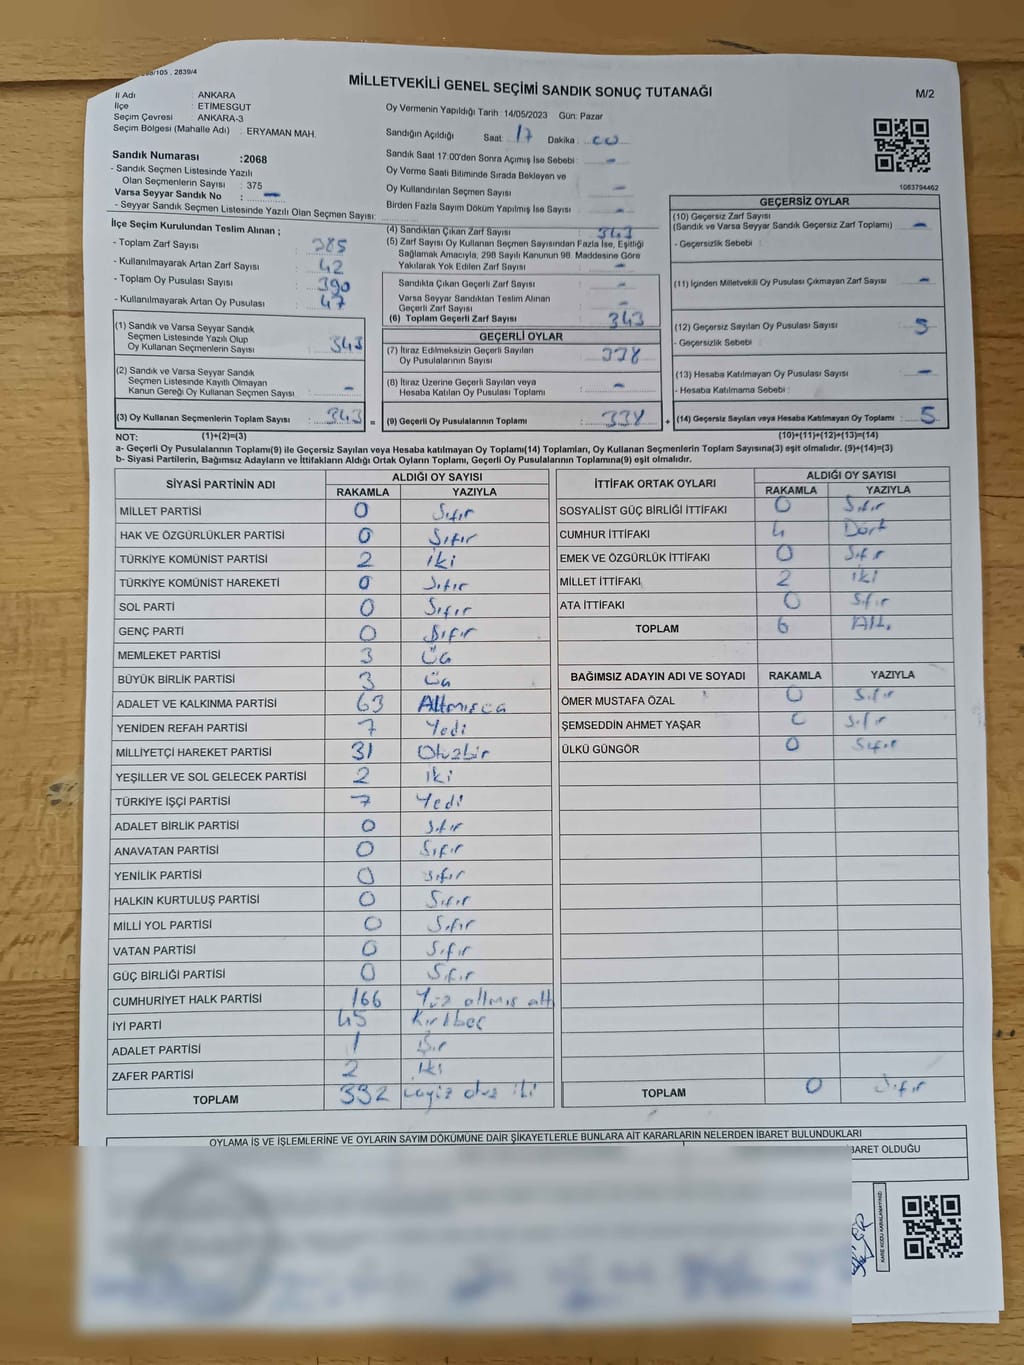 MİLLETVEKİLİ GENEL SEÇİMİ SANDIK SONUÇ TUTANAĞI
M/2
İl Adı : ANKARA
İlçe : ETİMESGUT
Seçim Çevresi : ANKARA-3
Seçim Bölgesi (Mahalle Adı) : ERYAMAN MAH.
Sandık Numarası :2068
- Sandık Seçmen Listesinde Yazılı
Olan Seçmenlerin Sayısı : 375
Varsa Seyyar Sandık No : -
- Seyyar Sandık Seçmen Listesinde Yazılı Olan Seçmen Sayısı:
Oy Vermenin Yapıldığı Tarih :14/05/2023 Gün: Pazar
Sandığın Açıldığı Saat : 17 Dakika : 00
Sandık Saat 17:00'den Sonra Açımış İse Sebebi : -
Oy Verme Saati Bitiminde Sırada Bekleyen ve
Oy Kullandırılan Seçmen Sayısı : -
Birden Fazla Sayım Döküm Yapılmış İse Sayısı : -
1063794462
İlçe Seçim Kurulundan Teslim Alınan ;
- Toplam Zarf Sayısı : 385
- Kullanılmayarak Artan Zarf Sayısı : 42
- Toplam Oy Pusulası Sayısı : 390
- Kullanılmayarak Artan Oy Pusulası : 47
(1) Sandık ve Varsa Seyyar Sandık
Seçmen Listesinde Yazılı Olup
Oy Kullanan Seçmenlerin Sayısı : 343
(2) Sandık ve Varsa Seyyar Sandık
Seçmen Listesinde Kayıtlı Olmayan
Kanun Gereği Oy Kullanan Seçmen Sayısı : -
(3) Oy Kullanan Seçmenlerin Toplam Sayısı : 343 =
(4) Sandıktan Çıkan Zarf Sayısı : 343
(5) Zarf Sayısı Oy Kullanan Seçmen Sayısından Fazla İse, Eşitliği
Sağlamak Amacıyla, 298 Sayılı Kanunun 98. Maddesine Göre
Yakılarak Yok Edilen Zarf Sayısı : -
Sandıkta Çıkan Geçerli Zarf Sayısı : -
Varsa Seyyar Sandıktan Teslim Alınan
Geçerli Zarf Sayısı : -
(6) Toplam Geçerli Zarf Sayısı : 343
GEÇERLİ OYLAR
(7) İtiraz Edilmeksizin Geçerli Sayılan
Oy Pusulalarının Sayısı : 338
(8) İtiraz Üzerine Geçerli Sayılan veya
Hesaba Katılan Oy Pusulası Toplamı : -
(9) Geçerli Oy Pusulalarının Toplamı : 338 +
GEÇERSİZ OYLAR
(10) Geçersiz Zarf Sayısı
(Sandık ve Varsa Seyyar Sandık Geçersiz Zarf Toplamı) : -
- Geçersizlik Sebebi :
(11) İçinden Milletvekili Oy Pusulası Çıkmayan Zarf Sayısı : -
(12) Geçersiz Sayılan Oy Pusulası Sayısı : 5
- Geçersizlik Sebebi :
(13) Hesaba Katılmayan Oy Pusulası Sayısı : -
- Hesaba Katılmama Sebebi :
(14) Geçersiz Sayılan veya Hesaba Katılmayan Oy Toplamı : 5
NOT: (1)+(2)=(3) (10)+(11)+(12)+(13)=(14)
a- Geçerli Oy Pusulalarının Toplamı(9) ile Geçersiz Sayılan veya Hesaba katılmayan Oy Toplamı(14) Toplamları, Oy Kullanan Seçmenlerin Toplam Sayısına(3) eşit olmalıdır. (9)+(14)=(3)
b- Siyasi Partilerin, Bağımsız Adayların ve İttifakların Aldığı Ortak Oyların Toplamı, Geçerli Oy Pusulalarının Toplamına(9) eşit olmalıdır.
SİYASİ PARTİNİN ADI ALDIĞI OY SAYISI
RAKAMLA YAZIYLA
MİLLET PARTİSİ 0 Sıfır
HAK VE ÖZGÜRLÜKLER PARTİSİ 0 Sıfır
TÜRKİYE KOMÜNİST PARTİSİ 2 iki
TÜRKİYE KOMÜNİST HAREKETİ 0 Sıfır
SOL PARTİ 0 Sıfır
GENÇ PARTİ 0 Sıfır
MEMLEKET PARTİSİ 3 Üç
BÜYÜK BİRLİK PARTİSİ 3 Üç
ADALET VE KALKINMA PARTİSİ 63 Altmışüç
YENİDEN REFAH PARTİSİ 7 Yedi
MİLLİYETÇİ HAREKET PARTİSİ 31 Otuzbir
YEŞİLLER VE SOL GELECEK PARTİSİ 2 iki
TÜRKİYE İŞÇİ PARTİSİ 7 Yedi
ADALET BİRLİK PARTİSİ 0 Sıfır
ANAVATAN PARTİSİ 0 Sıfır
YENİLİK PARTİSİ 0 Sıfır
HALKIN KURTULUŞ PARTİSİ 0 Sıfır
MİLLİ YOL PARTİSİ 0 Sıfır
VATAN PARTİSİ 0 Sıfır
GÜÇ BİRLİĞİ PARTİSİ 0 Sıfır
CUMHURİYET HALK PARTİSİ 166 Yüz altmış altı
İYİ PARTİ 45 Kırkbeş
ADALET PARTİSİ 1 Bir
ZAFER PARTİSİ 2 İki
TOPLAM 332
İTTİFAK ORTAK OYLARI ALDIĞI OY SAYISI
RAKAMLA YAZIYLA
SOSYALİST GÜÇ BİRLİĞİ İTTİFAKI 0 Sıfır
CUMHUR İTTİFAKI 4 Dört
EMEK VE ÖZGÜRLÜK İTTİFAKI 0 Sıfır
MİLLET İTTİFAKI 2 iki
ATA İTTİFAKI 0 Sıfır
TOPLAM 6 Altı
BAĞIMSIZ ADAYIN ADI VE SOYADI RAKAMLA YAZIYLA
ÖMER MUSTAFA ÖZAL 0 Sıfır
ŞEMSEDDİN AHMET YAŞAR 0 Sıfır
ÜLKÜ GÜNGÖR 0 Sıfır
TOPLAM 0 Sıfır
OYLAMA İŞ VE İŞLEMLERİNE VE OYLARIN SAYIM DÖKÜMÜNE DAİR ŞİKAYETLERLE BUNLARA AİT KARARLARIN NELERDEN İBARET BULUNDUKLARI
İBARET OLDUĞU
KARE KODU KARALAMAYINIZ!